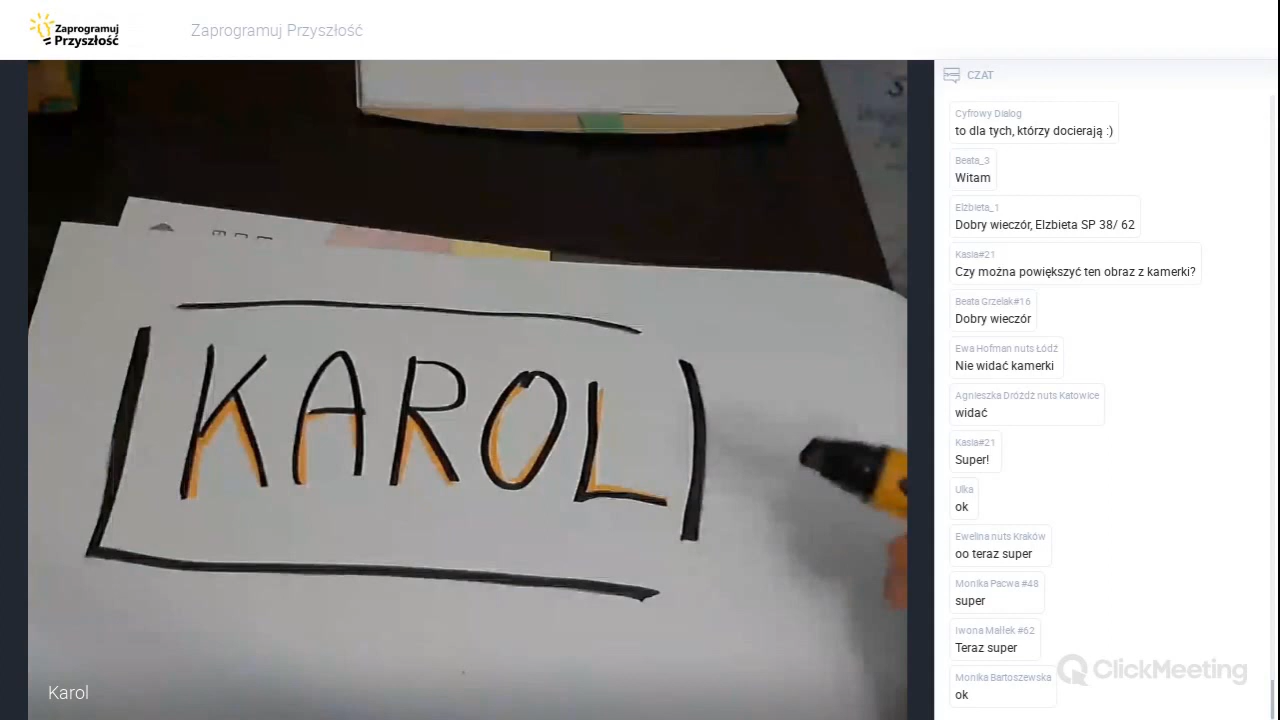 Zaprogramuj
Przyszłość
Zaprogramuj Przyszłość
KAROL
Karol
CZAT
Cyfrowy Dialog
to dla tych, którzy docierają :)
Beata_3
Witam
Elżbieta_1
Dobry wieczór, Elzbieta SP 38/ 62
Kasia#21
Czy można powiększyć ten obraz z kamerki?
Beata Grzelak#16
Dobry wieczór
Ewa Hofman nuts Łódź
Nie widać kamerki
Agnieszka Dróżdż nuts Katowice
widać
Kasia#21
Super!
Ulka
ok
Ewelina nuts Kraków
oo teraz super
Monika Pacwa #48
super
Iwona Małłek #62
Teraz super
Monika Bartoszewska
ok
ClickMeeting